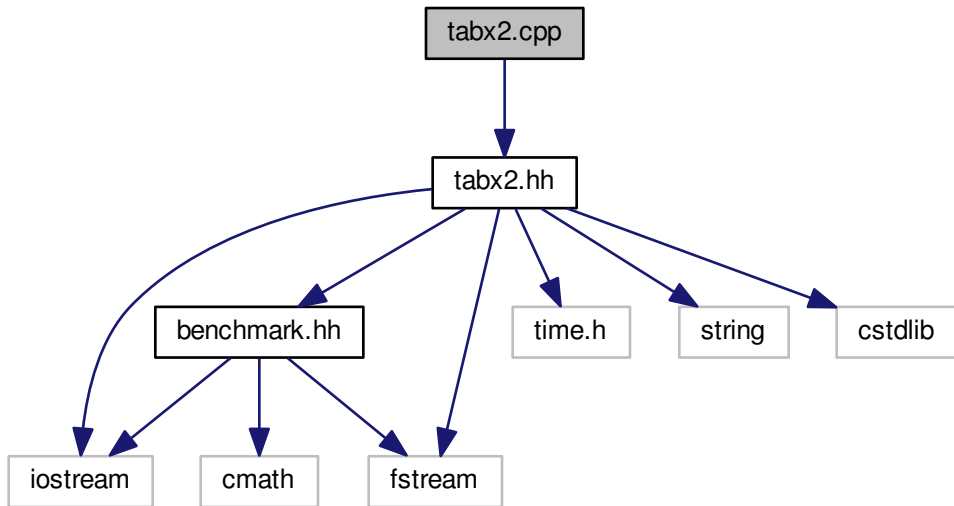 tabx2.cpp
tabx2.hh
benchmark.hh
time.h
string
cstdlib
iostream
cmath
fstream